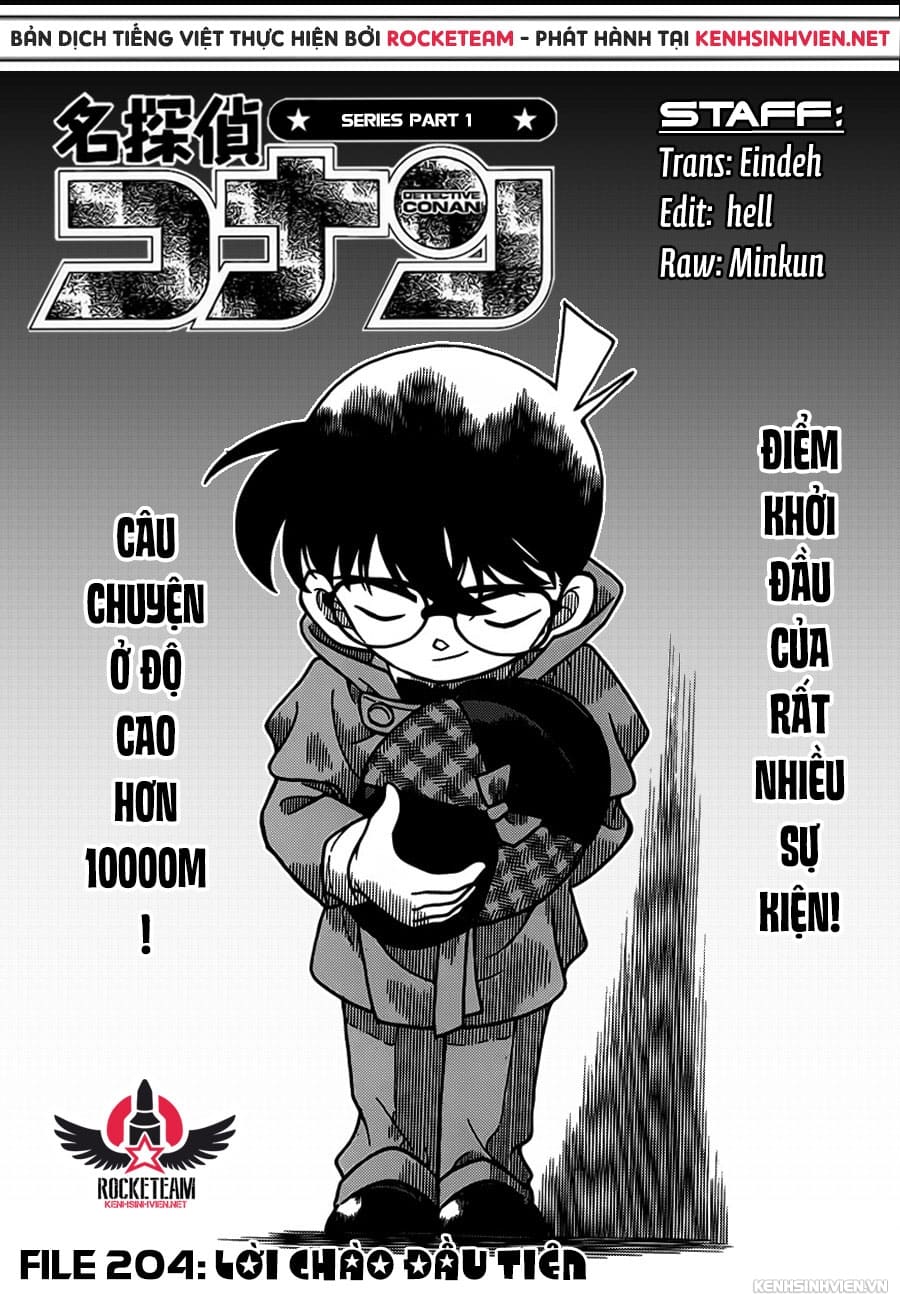 BẢN DỊCH TIẾNG VIỆT THỰC HIỆN BỞI ROCKETEAM - PHÁT HÀNH TẠI KENHSINHVIEN.NET
名探偵
SERIES PART 1
コナン
DETECTIVE
CONAN
STAFF:
Trans: Eindeh
Edit: hell
Raw: Minkun
ĐIỂM
KHỞI
ĐẦU
CỦA
RẤT
NHIỀU
SỰ
KIỆN!
CÂU
CHUYỆN
Ở ĐỘ
CAO
HƠN
10000M
!
ROCKETEAM
KENHSINHVIEN.NET
FILE 204: LỜI CHÀO ĐẦU TIÊN
KENHSINHVIEN.VN